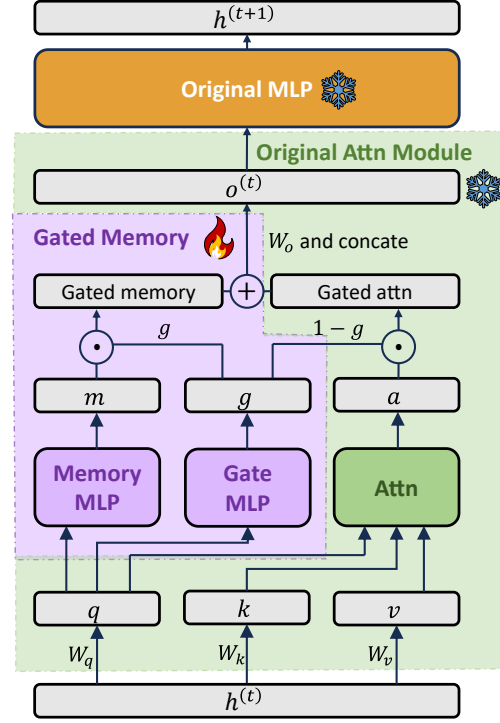 h^(t+1)
Original MLP
Original Attn Module
o^(t)
Gated Memory
W_o and concate
Gated memory
+
Gated attn
g
1 − g
·
·
m
g
a
Memory
MLP
Gate
MLP
Attn
q
k
v
W_q
W_k
W_v
h^(t)